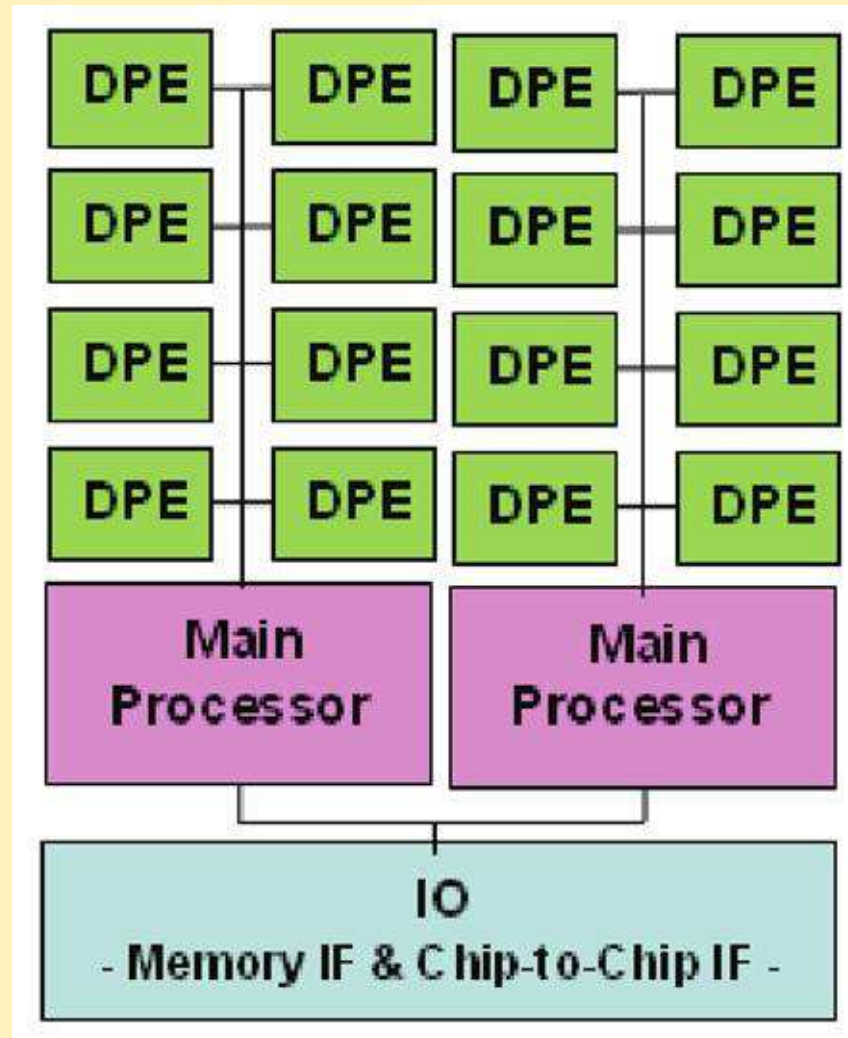 DPE DPE DPE DPE
DPE DPE DPE DPE
DPE DPE DPE DPE
DPE DPE DPE DPE
Main Processor
Main Processor
IO
- Memory IF & Chip-to-Chip IF -